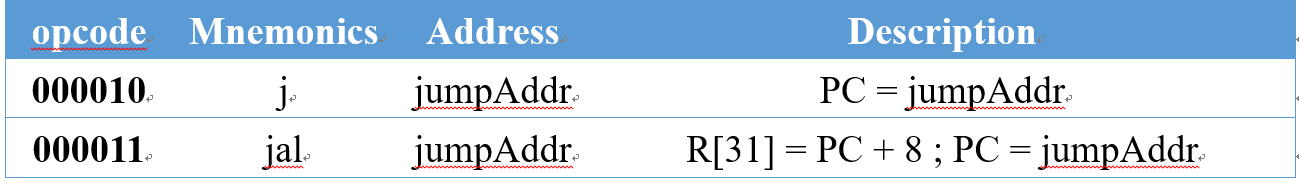 opcode Mnemonics Address Description
000010 j jumpAddr PC = jumpAddr
000011 jal jumpAddr R[31] = PC + 8 ; PC = jumpAddr